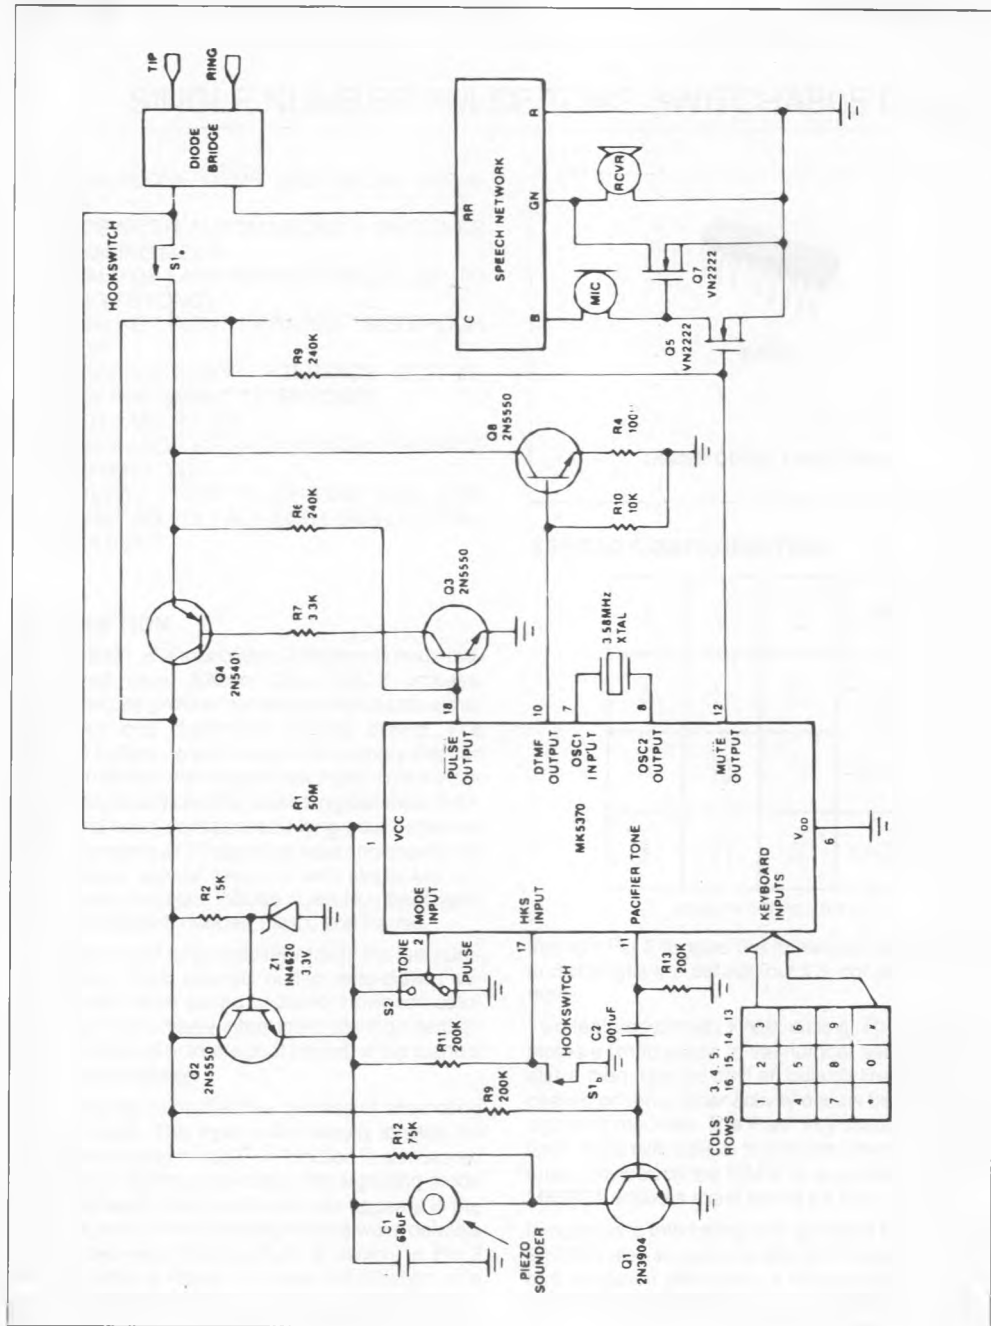 TIP
RING
DIODE
BRIDGE
HOOKSWITCH
S1a
R9
240K
RR
C
SPEECH NETWORK
B
GN
R
RCVR
MIC
Q7
VN2222
Q5
VN2222
Q8
2N5550
R4
R10
10K
R7
3.3K
240K
Q3
2N5550
Q4
2N5401
3.58MHz
XTAL
R1
50M
1
VCC
18
PULSE
OUTPUT
10
DTMF
OUTPUT
7
OSC1
INPUT
8
OSC2
OUTPUT
12
MUTE
OUTPUT
MK5370
2
MODE
INPUT
17
HKS
INPUT
11
PACIFIER TONE
KEYBOARD
INPUTS
VDD
6
R2
1.5K
Z1
IN4620
3.3V
Q2
2N5550
S2
TONE
PULSE
R11
200K
HOOKSWITCH
S1b
C2
.001uF
R13
200K
R9
200K
R12
75K
C1
68uF
PIEZO
SOUNDER
Q1
2N3904
COLS 3, 4, 5,
ROWS 16, 15, 14, 13
1 2 3
4 5 6
7 8 9
* 0 #